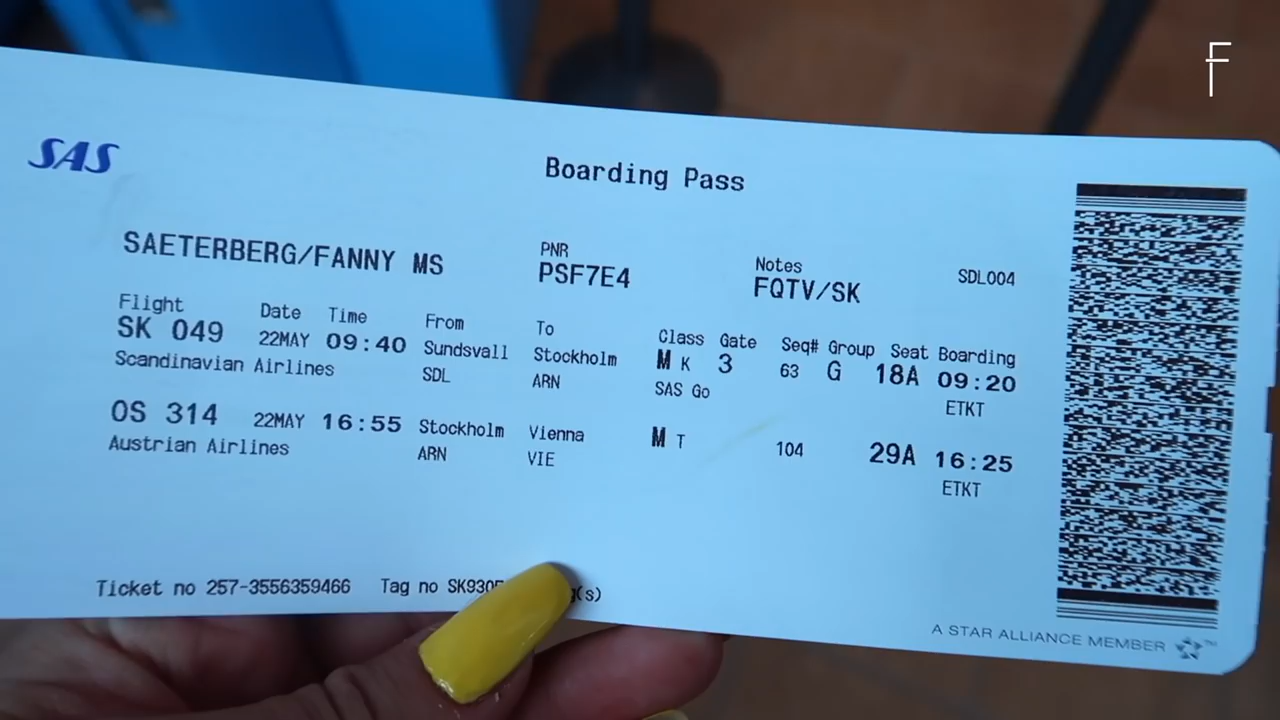 F
SAS
Boarding Pass
SAETERBERG/FANNY MS
PNR
PSF7E4
Notes
FQTV/SK
SDL004
Flight Date Time From To Class Gate Seq# Group Seat Boarding
SK 049 22MAY 09:40 Sundsvall Stockholm M K 3 63 G 18A 09:20
Scandinavian Airlines SDL ARN SAS Go ETKT
OS 314 22MAY 16:55 Stockholm Vienna M T 104 29A 16:25
Austrian Airlines ARN VIE ETKT
Ticket no 257-3556359466 Tag no
A STAR ALLIANCE MEMBER ™